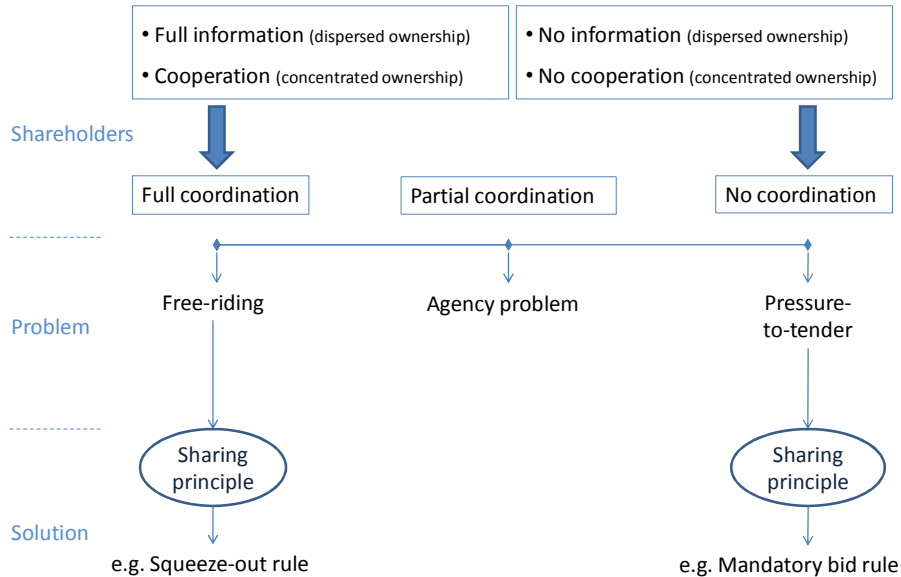 • Full information (dispersed ownership)
• Cooperation (concentrated ownership)
• No information (dispersed ownership)
• No cooperation (concentrated ownership)
Shareholders
Full coordination
Partial coordination
No coordination
Free-riding
Agency problem
Pressure-
to-tender
Problem
Sharing
principle
Sharing
principle
Solution
e.g. Squeeze-out rule
e.g. Mandatory bid rule